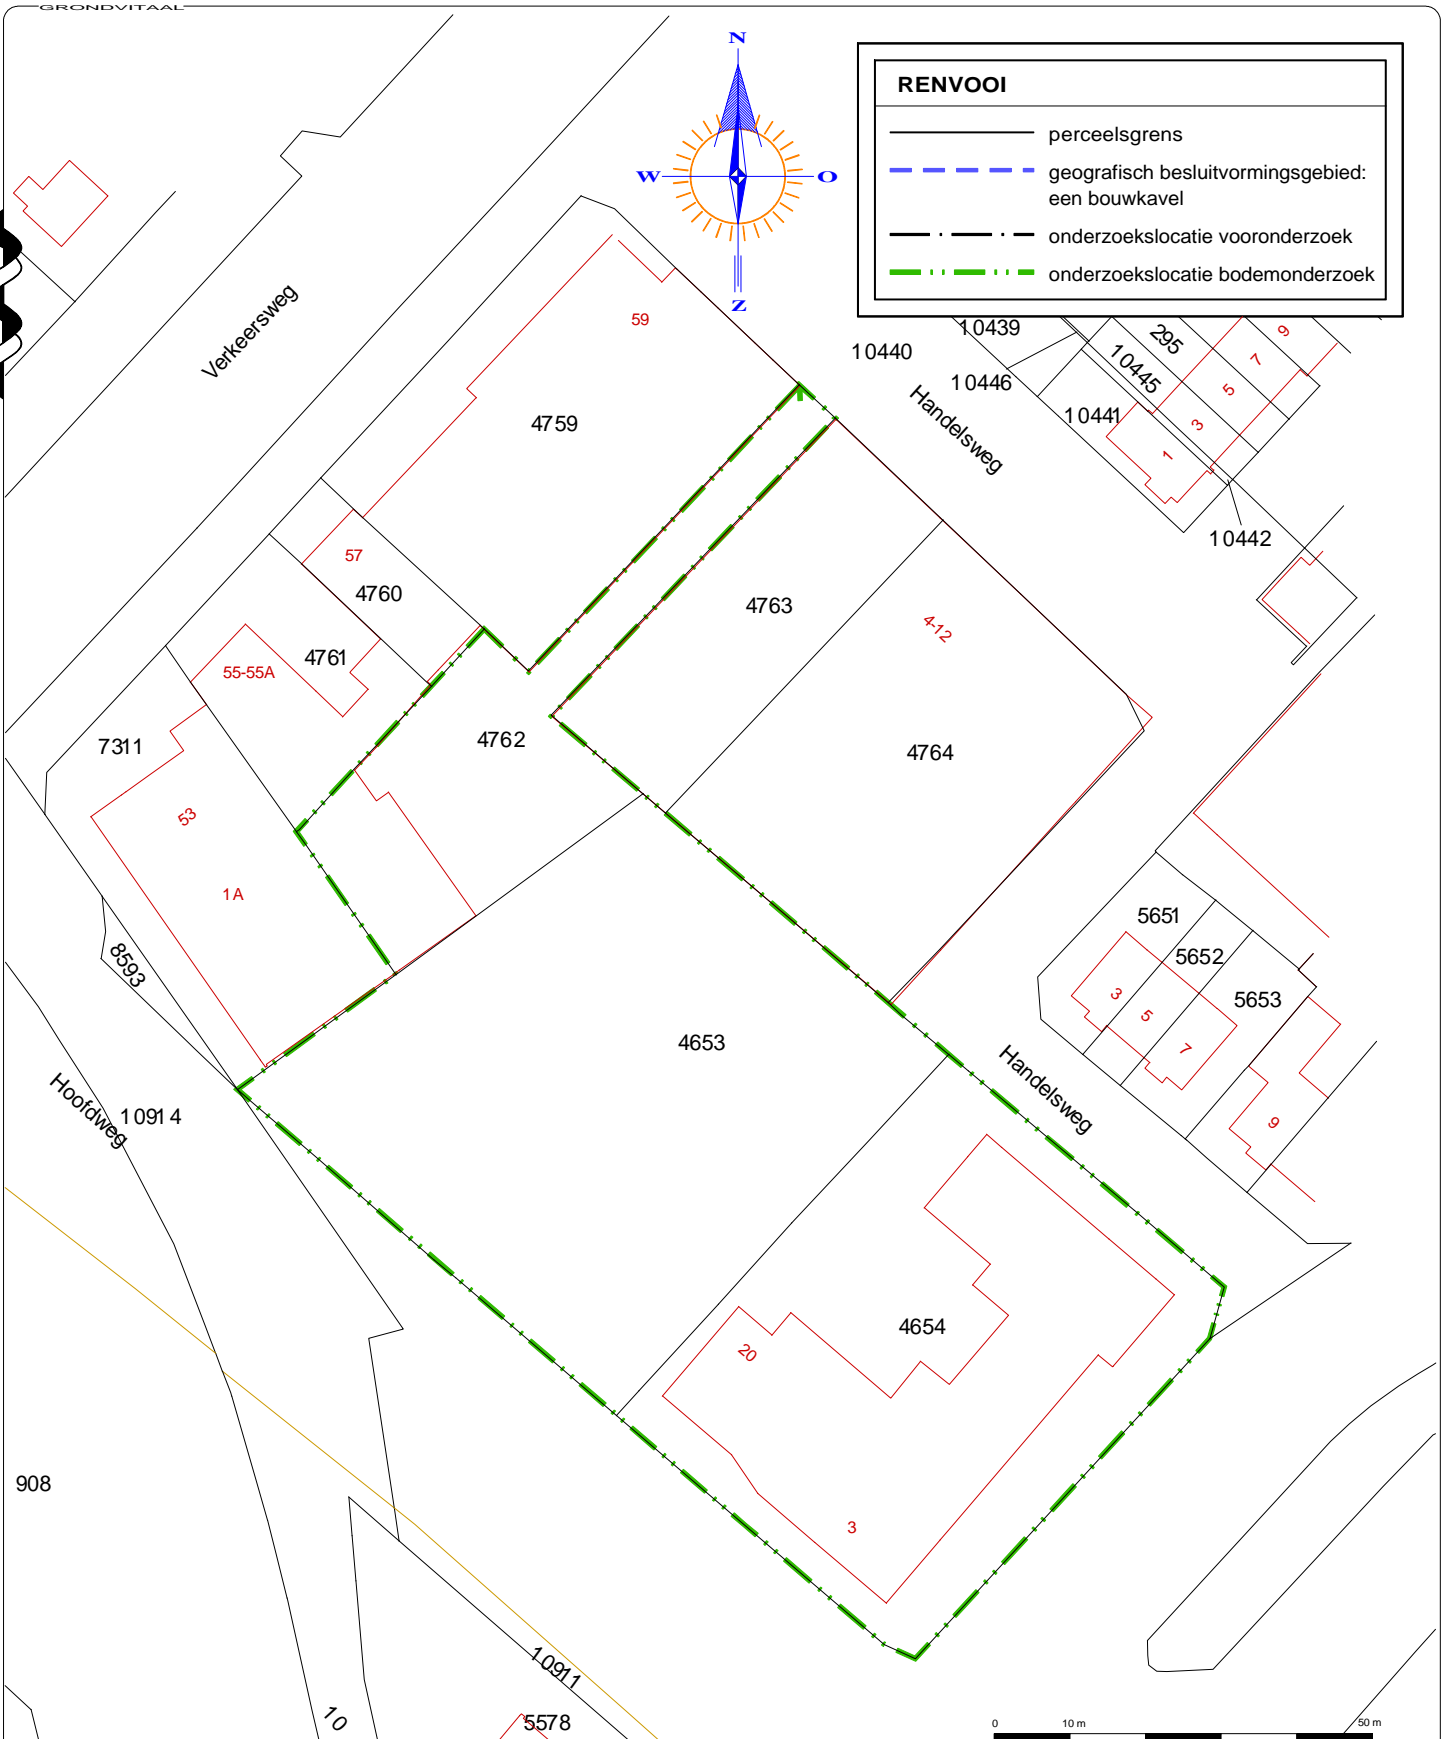 GRONDVITAAL
N
W
O
Z
RENVOOI
perceelsgrens
geografisch besluitvormingsgebied:
een bouwkavel
onderzoekslocatie vooronderzoek
onderzoekslocatie bodemonderzoek
Verkeersweg
59
10439
10440
10446
295
10445
10441
9
7
5
3
1
Handelsweg
4759
10442
57
4760
4763
4-12
4761
55-55A
7311
4762
4764
53
1A
8593
5651
5652
5653
3
5
7
9
4653
Handelsweg
Hoofdweg
10914
4654
20
3
908
10911
5578
10
0
10 m
50 m